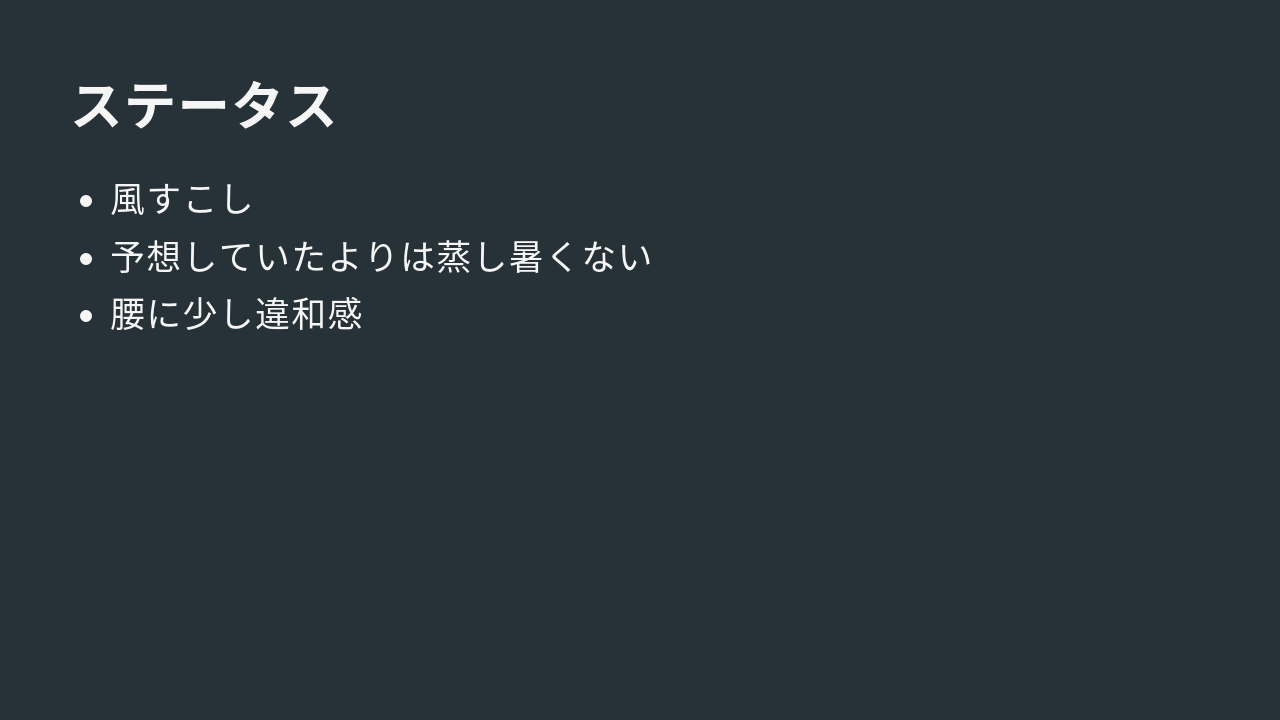 ステータス
風すこし
予想していたよりは蒸し暑くない
腰に少し違和感